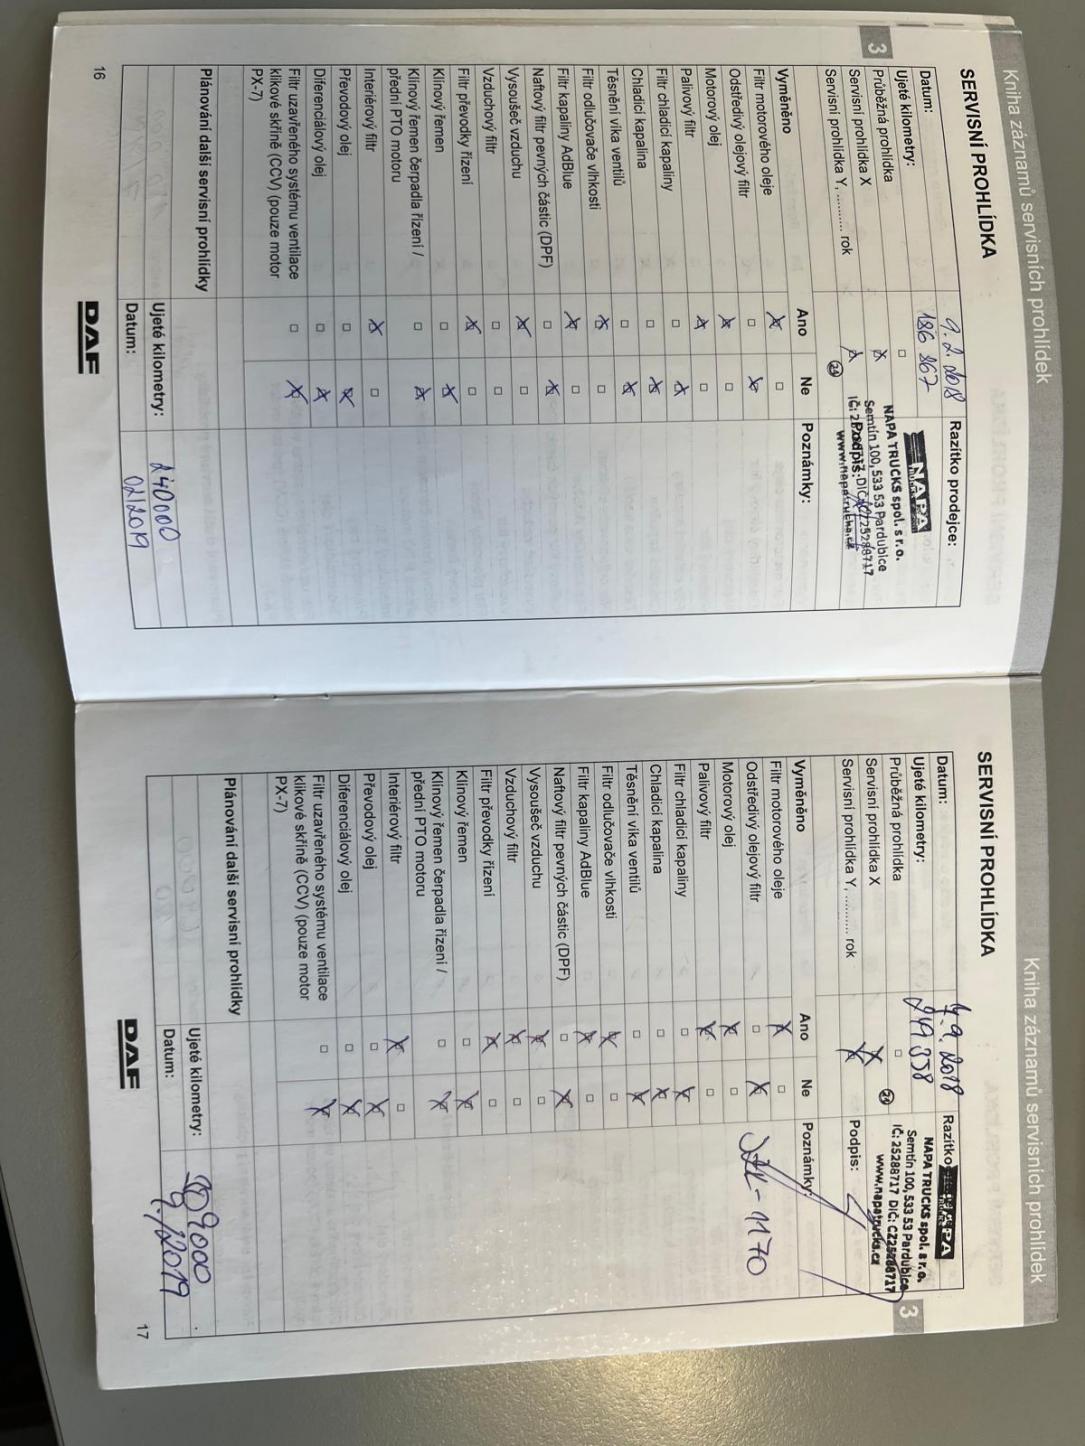 Kniha záznamů servisních prohlídek
SERVISNÍ PROHLÍDKA
3
Datum: 9. 2. 2018
Razítko prodejce:
Ujeté kilometry: 186 867
NAPA
TRUCKS
Průběžná prohlídka
NAPA TRUCKS spol. s r.o.
Servisní prohlídka X
Semtín 100, 533 53 Pardubice
Servisní prohlídka Y, ........... rok
Podpis:
www.napatrucks.cz
21
Vyměněno Ano Ne Poznámky:
Filtr motorového oleje
Odstředivý olejový filtr
Motorový olej
Palivový filtr
Filtr chladicí kapaliny
Chladicí kapalina
Těsnění víka ventilů
Filtr odlučovače vlhkosti
Filtr kapaliny AdBlue
Naftový filtr pevných částic (DPF)
Vysoušeč vzduchu
Vzduchový filtr
Filtr převodky řízení
Klínový řemen
Klínový řemen čerpadla řízení /
přední PTO motoru
Interiérový filtr
Převodový olej
Diferenciálový olej
Filtr uzavřeného systému ventilace
klikové skříně (CCV) (pouze motor
PX-7)
Plánování další servisní prohlídky
Ujeté kilometry: 240000
Datum: 02/2019
16
DAF
Kniha záznamů servisních prohlídek
SERVISNÍ PROHLÍDKA
3
Datum: 4. 9. 2018
Ujeté kilometry: 249 338
NAPA TRUCKS spol. s r.o.
Průběžná prohlídka
Semtín 100, 533 53 Pardubice
Servisní prohlídka X
21
IČ: 25288717 DIČ: CZ25288717
www.napatrucks.cz
Servisní prohlídka Y, ........... rok
Podpis:
Vyměněno Ano Ne Poznámky:
Filtr motorového oleje
Odstředivý olejový filtr
Motorový olej
Palivový filtr
Filtr chladicí kapaliny
Chladicí kapalina
Těsnění víka ventilů
Filtr odlučovače vlhkosti
Filtr kapaliny AdBlue
Naftový filtr pevných částic (DPF)
Vysoušeč vzduchu
Vzduchový filtr
Filtr převodky řízení
Klínový řemen
Klínový řemen čerpadla řízení /
přední PTO motoru
Interiérový filtr
Převodový olej
Diferenciálový olej
Filtr uzavřeného systému ventilace
klikové skříně (CCV) (pouze motor
PX-7)
Plánování další servisní prohlídky
Ujeté kilometry: 309000
Datum: 9./2019
DAF
17